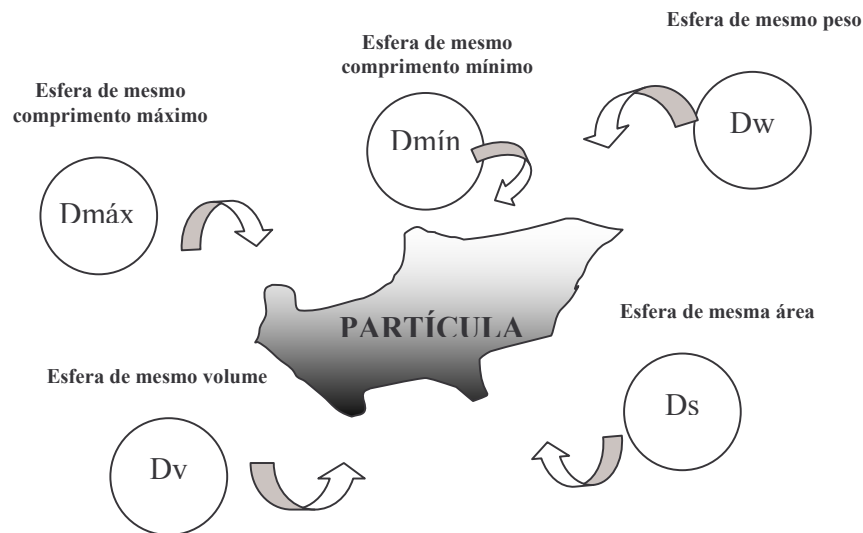 Esfera de mesmo peso
Esfera de mesmo
comprimento mínimo
Esfera de mesmo
comprimento máximo
Dw
Dmín
Dmáx
PARTÍCULA
Esfera de mesma área
Esfera de mesmo volume
Ds
Dv